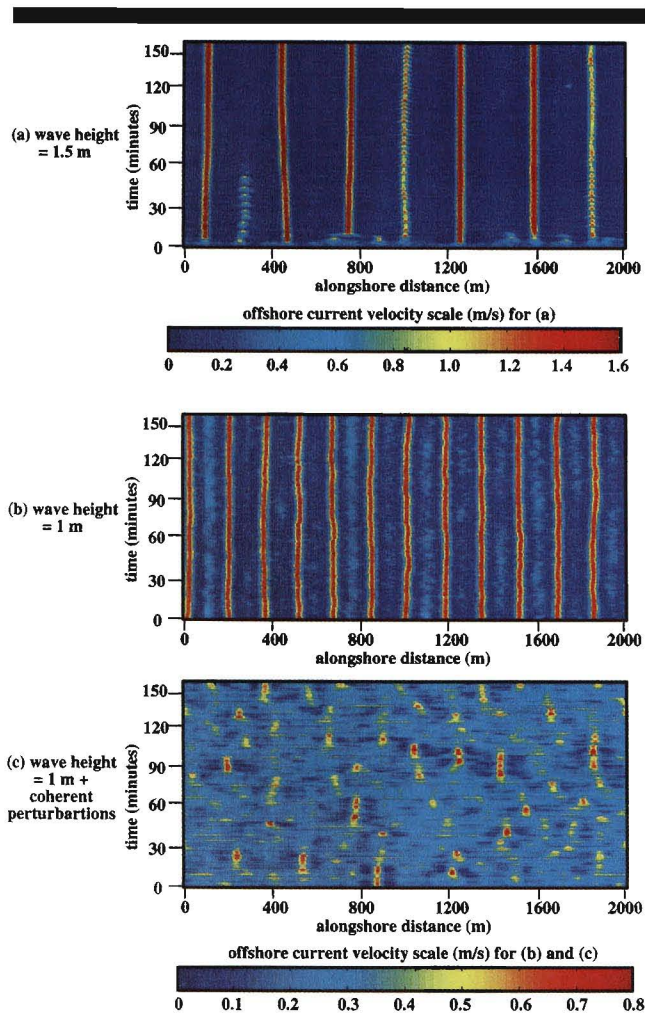 150
120
90
60
30
0
time (minutes)
(a) wave height
= 1.5 m
0 400 800 1200 1600 2000
alongshore distance (m)
offshore current velocity scale (m/s) for (a)
0 0.2 0.4 0.6 0.8 1.0 1.2 1.4 1.6
150
120
90
60
30
0
time (minutes)
(b) wave height
= 1 m
0 400 800 1200 1600 2000
alongshore distance (m)
150
120
90
60
30
0
time (minutes)
(c) wave height
= 1 m +
coherent
perturbartions
0 400 800 1200 1600 2000
alongshore distance (m)
offshore current velocity scale (m/s) for (b) and (c)
0 0.1 0.2 0.3 0.4 0.5 0.6 0.7 0.8